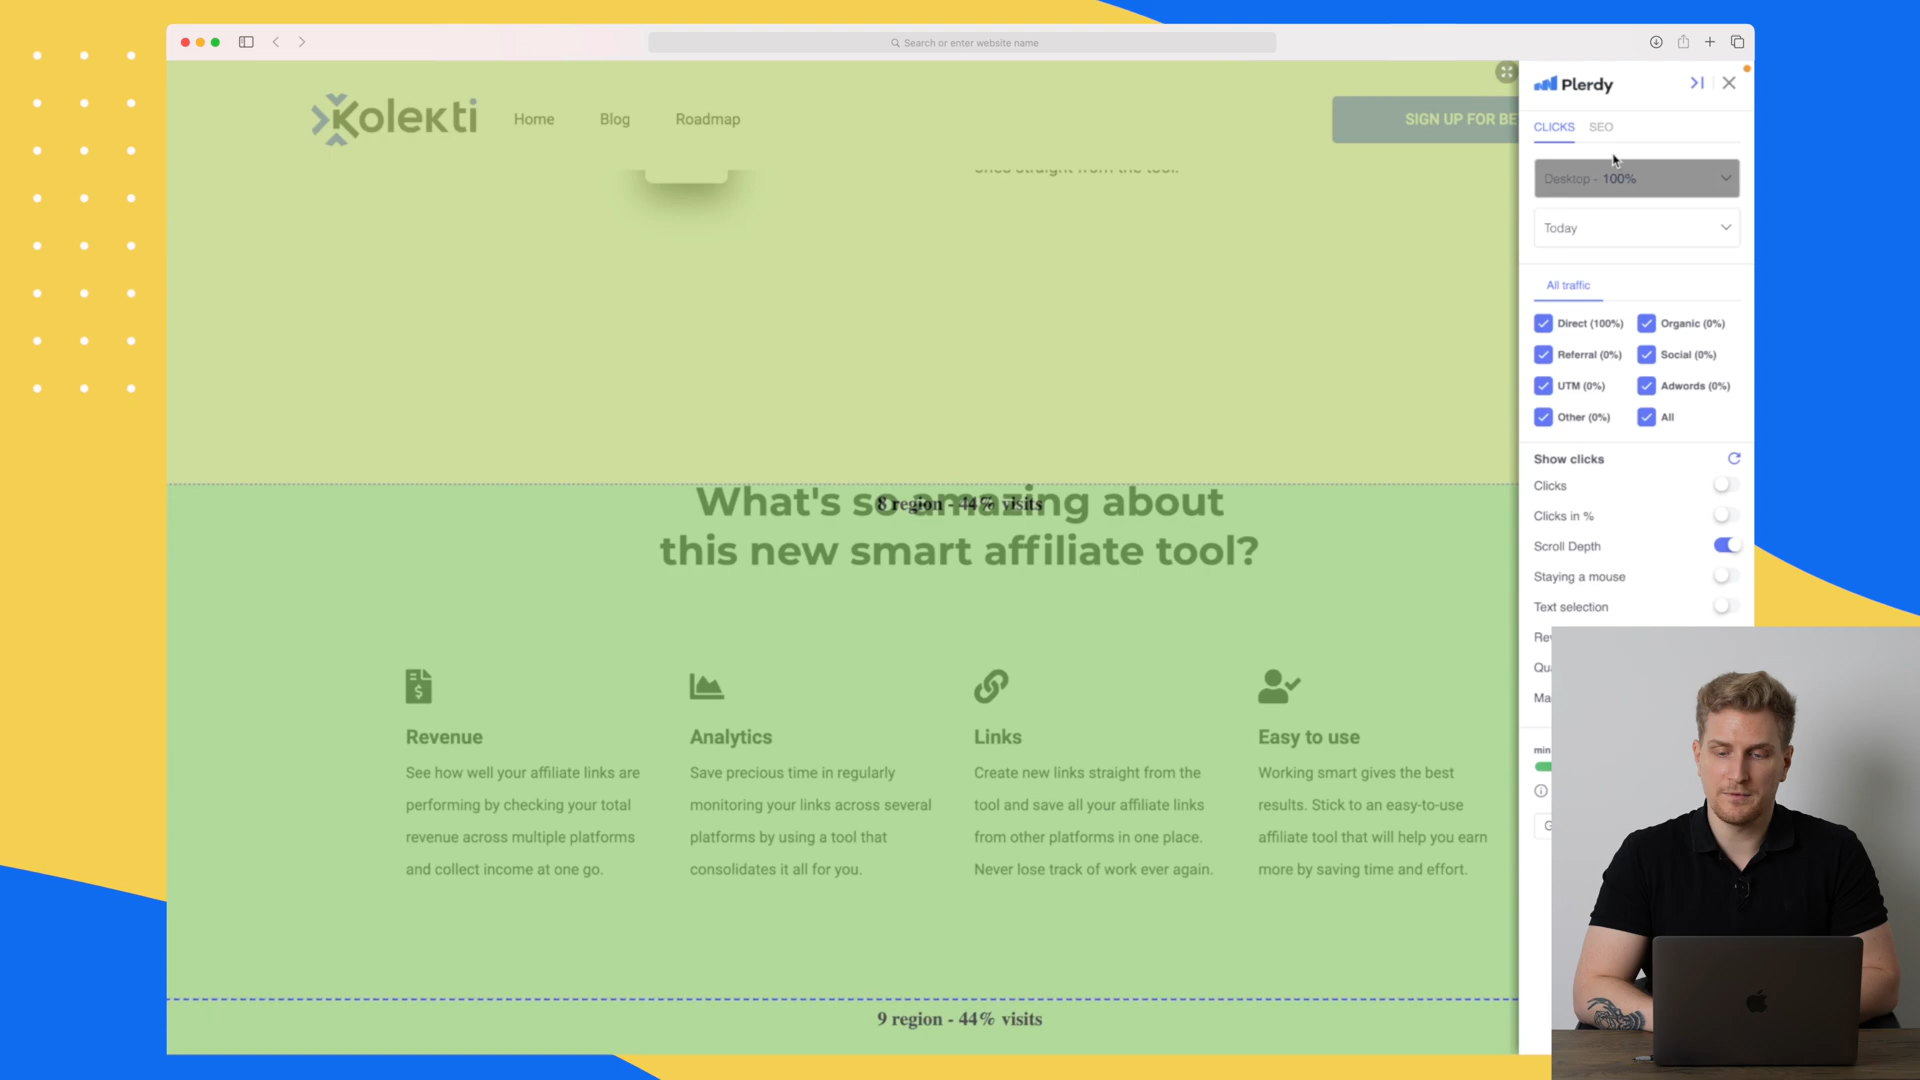 Search or enter website name
Kolekti
Home
Blog
Roadmap
SIGN UP FOR BE
straight from the tool.
What's so amazing about
8 region - 44% visits
this new smart affiliate tool?
Revenue
See how well your affiliate links are
performing by checking your total
revenue across multiple platforms
and collect income at one go.
Analytics
Save precious time in regularly
monitoring your links across several
platforms by using a tool that
consolidates it all for you.
Links
Create new links straight from the
tool and save all your affiliate links
from other platforms in one place.
Never lose track of work ever again.
Easy to use
Working smart gives the best
results. Stick to an easy-to-use
affiliate tool that will help you earn
more by saving time and effort.
9 region - 44% visits
Plerdy
CLICKS
SEO
Desktop - 100%
Today
All traffic
Direct (100%)
Organic (0%)
Referral (0%)
Social (0%)
UTM (0%)
Adwords (0%)
Other (0%)
All
Show clicks
Clicks
Clicks in %
Scroll Depth
Staying a mouse
Text selection
Rev
Qu
Ma
min